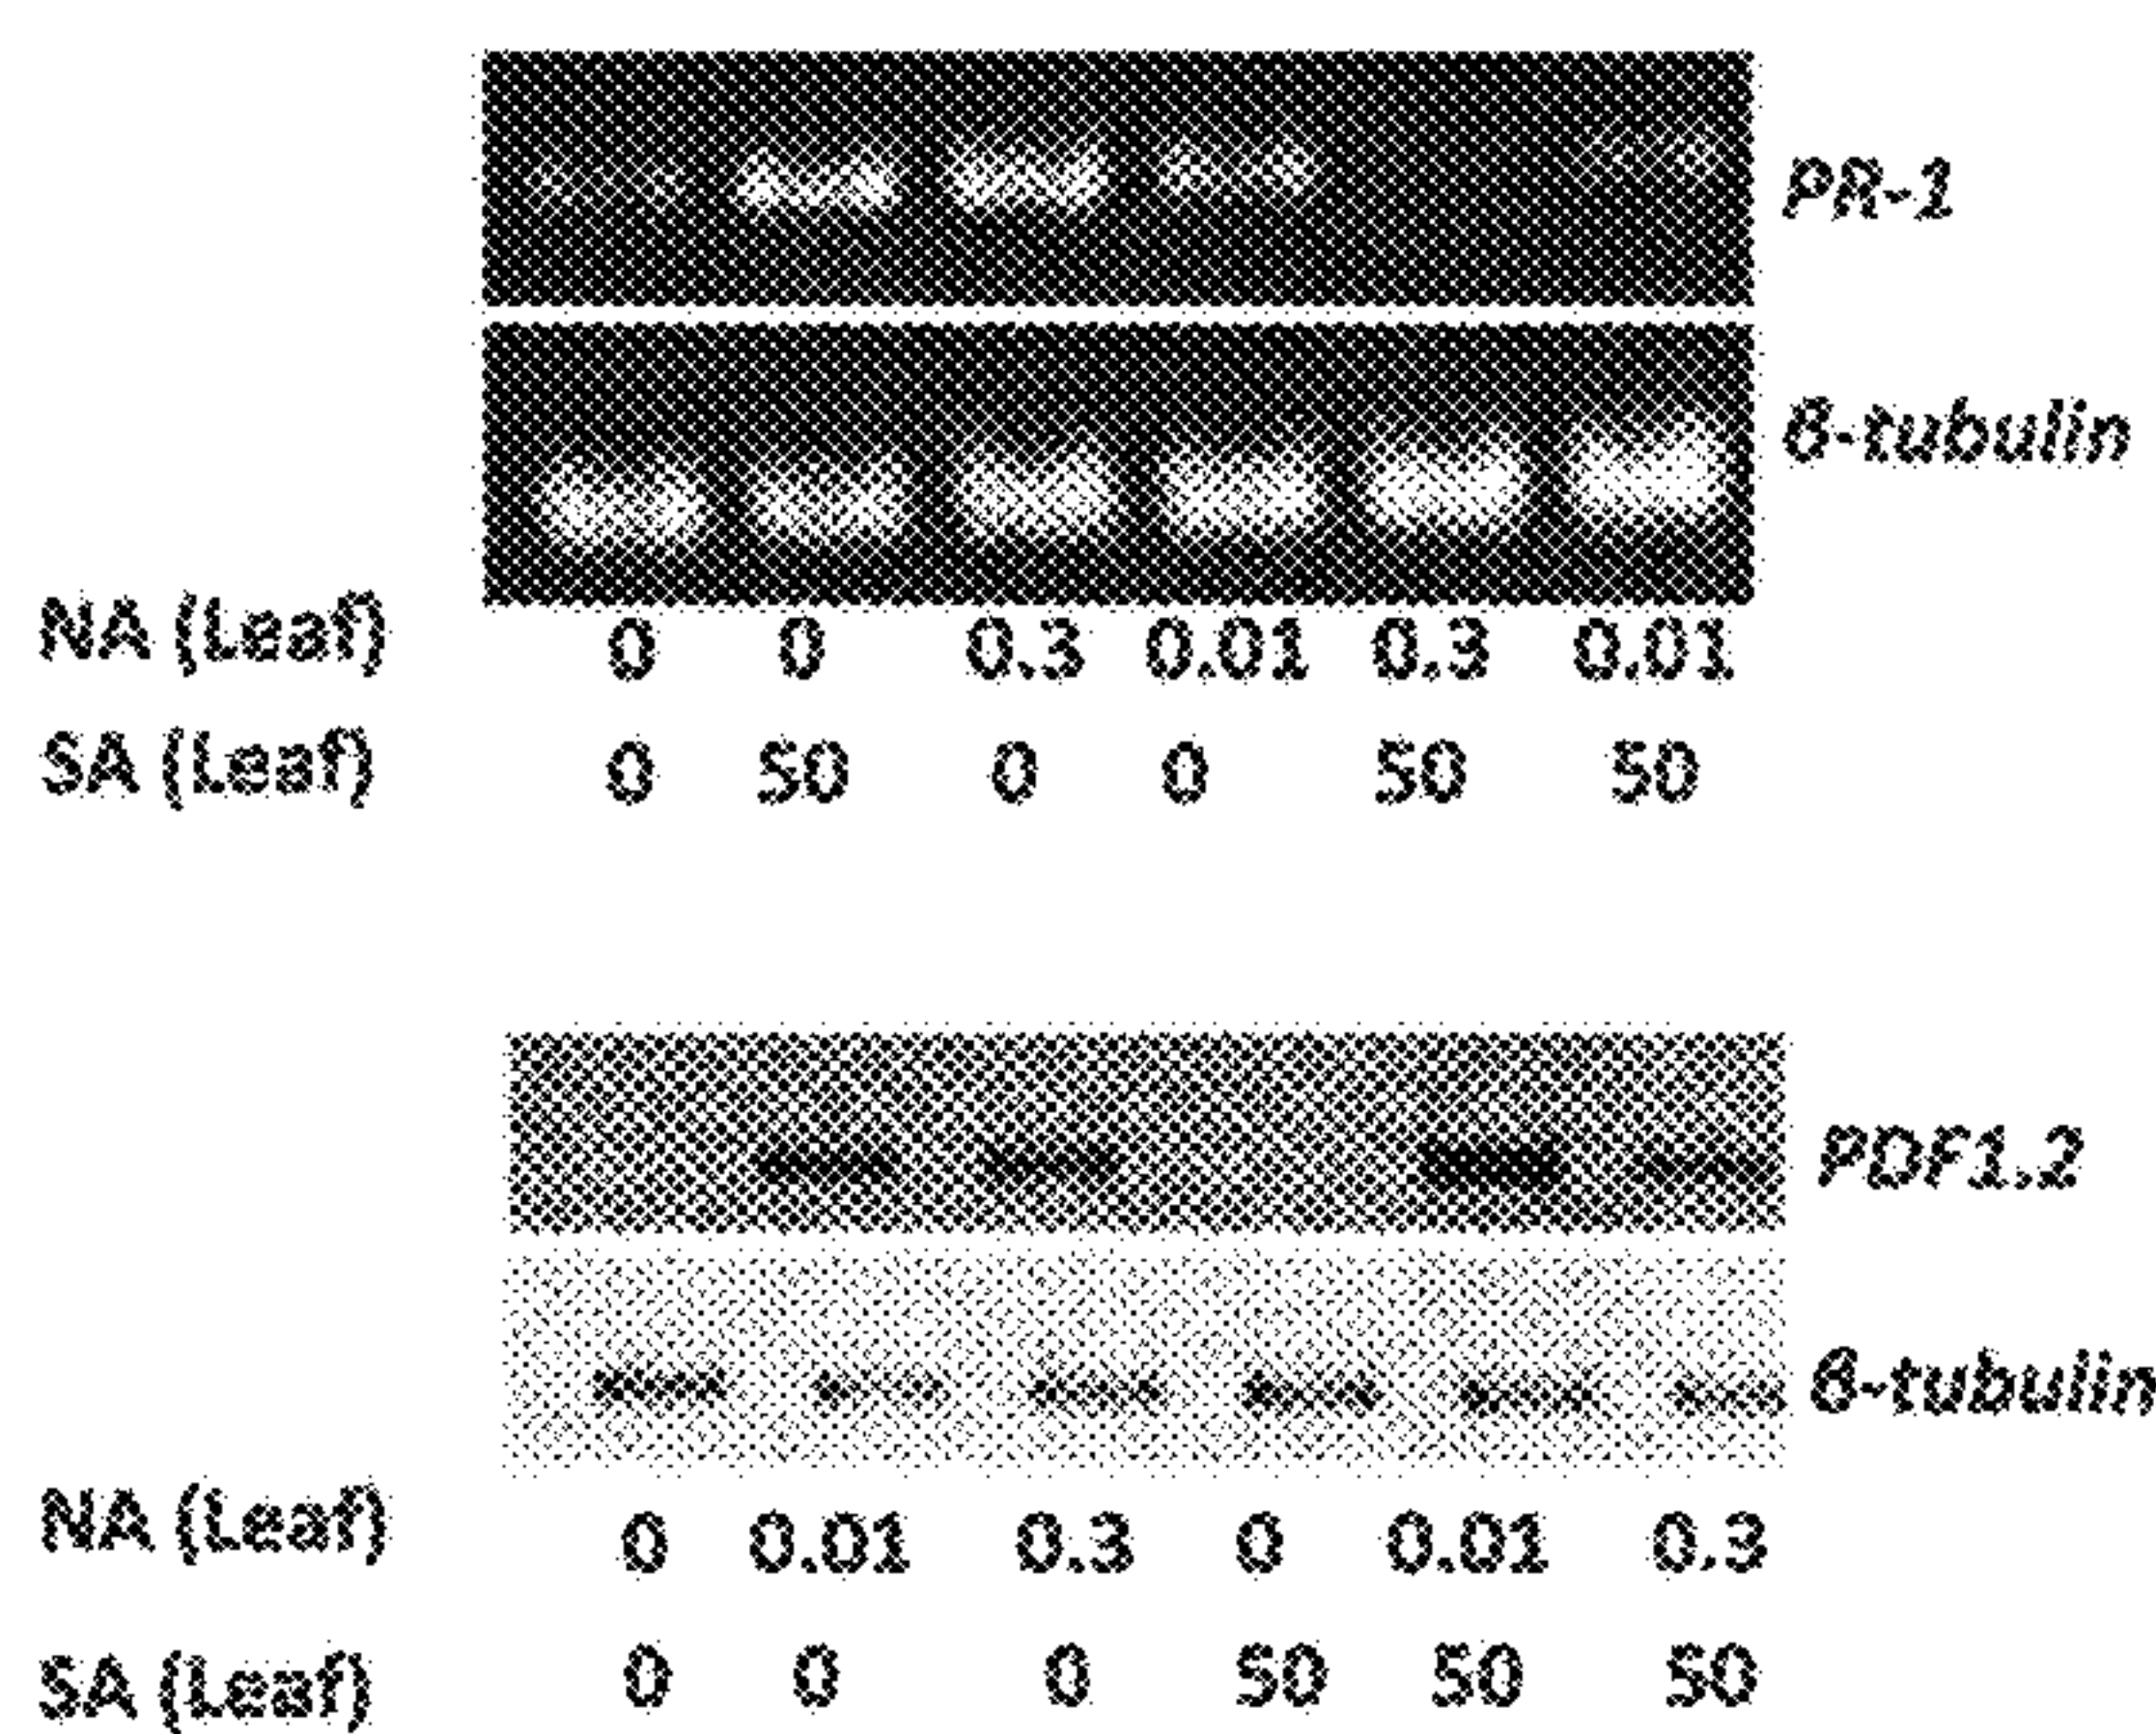 PR-1
β-tubulin
NA (Leaf) 0 0 0.3 0.01 0.3 0.01
SA (Leaf) 0 50 0 0 50 50
PDF1.2
β-tubulin
NA (Leaf) 0 0.01 0.3 0 0.01 0.3
SA (Leaf) 0 0 0 50 50 50